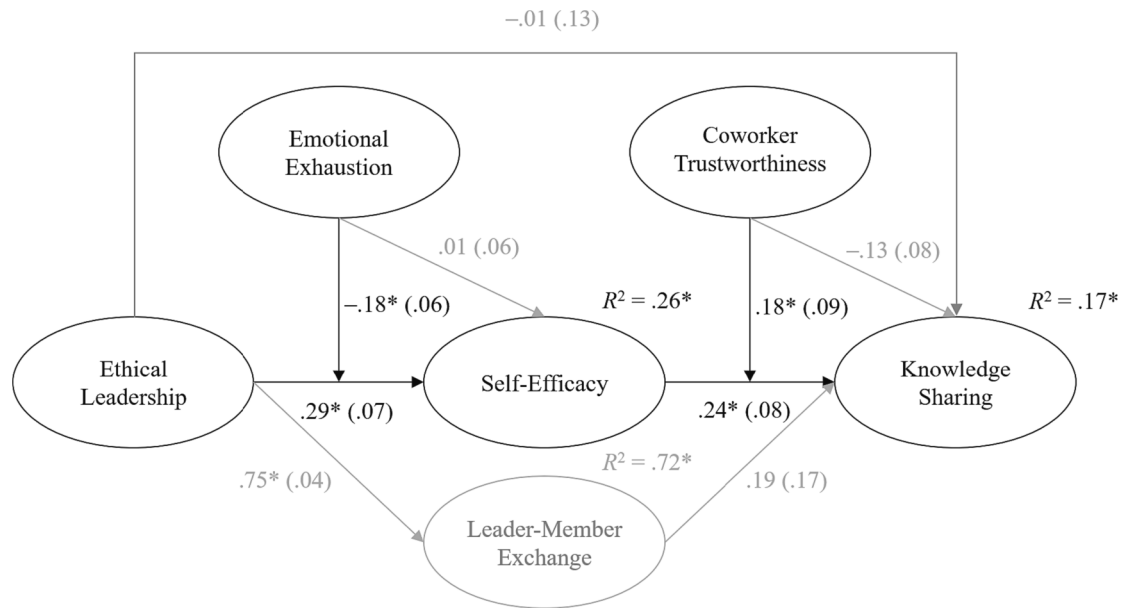 –.01 (.13)
Emotional
Exhaustion
Coworker
Trustworthiness
.01 (.06)
–.13 (.08)
–.18* (.06)
R² = .26*
.18* (.09)
R² = .17*
Ethical
Leadership
Self-Efficacy
Knowledge
Sharing
.29* (.07)
.24* (.08)
.75* (.04)
R² = .72*
.19 (.17)
Leader-Member
Exchange